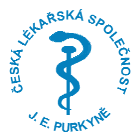 ČESKÁ LÉKAŘSKÁ SPOLEČNOST
J. E. PURKYNĚ